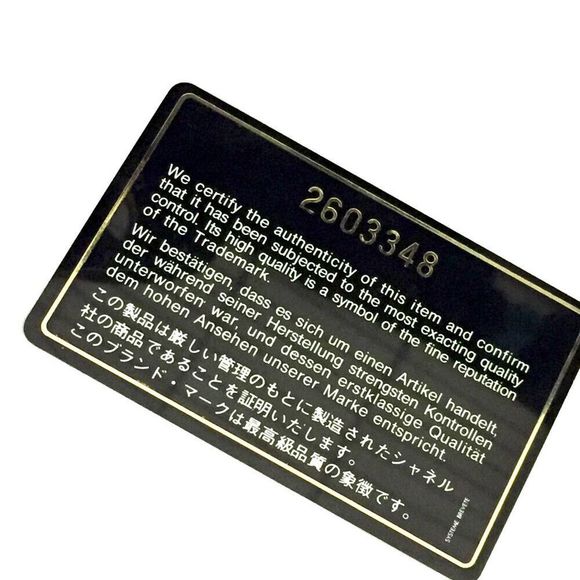 2603348
We certify the authenticity of this item and confirm
that it has been subjected to the most exacting quality
control. Its high quality is a symbol of the fine reputation
of the Trademark.
Wir bestätigen, dass es sich um einen Artikel handelt,
der während seiner Herstellung strengsten Kontrollen
unterworfen war, und dessen erstklassige Qualität
dem hohen Ansehen unserer Marke entspricht.
この製品は厳しい管理のもとに製造されたシャネル
社の商品であることを証明いたします。
このブランド・マークは最高級品質の象徴です。
SYSTEME BREVETE